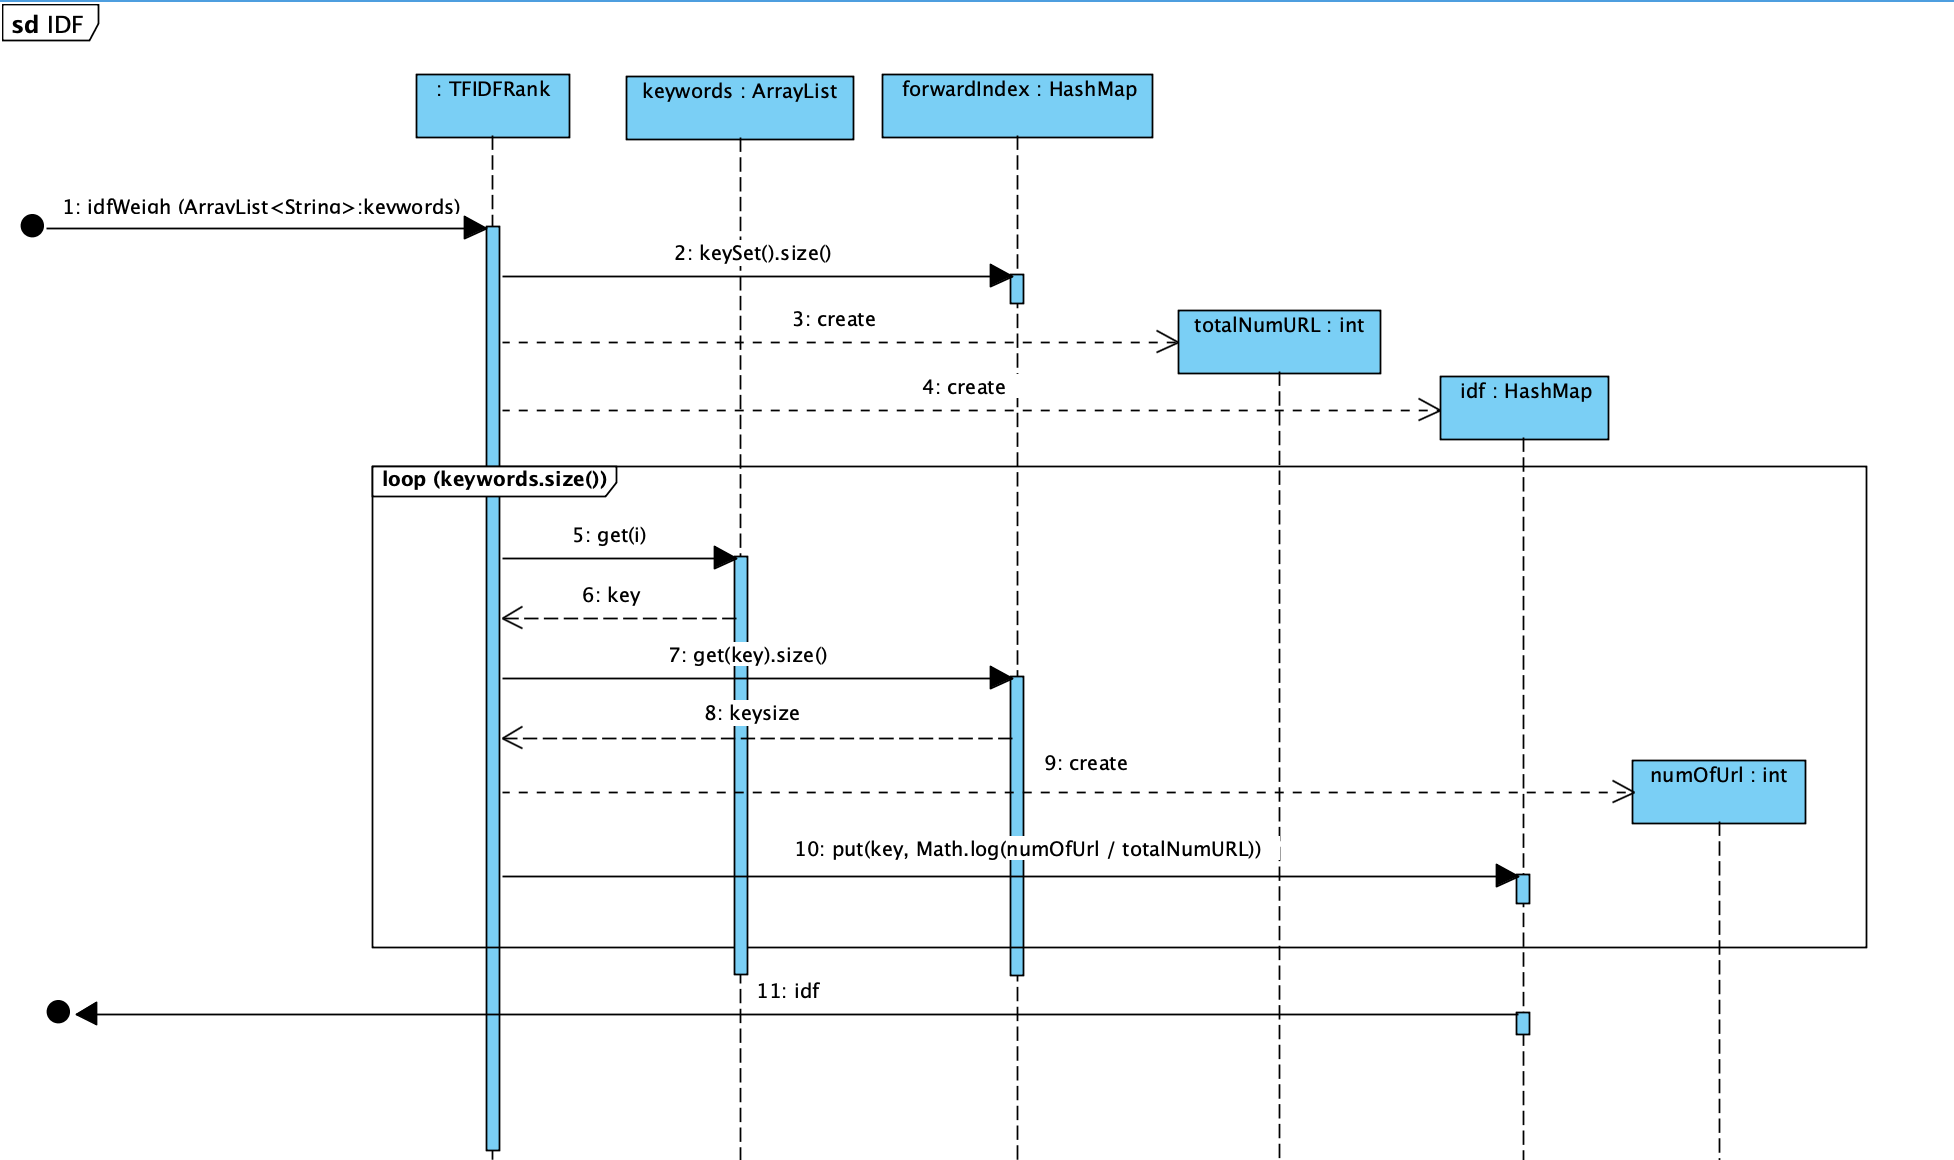 sd IDF
: TFIDFRank
keywords : ArrayList
forwardIndex : HashMap
1: idfWeigh (ArrayList<String>:keywords)
2: keySet().size()
3: create
totalNumURL : int
4: create
idf : HashMap
loop (keywords.size())
5: get(i)
6: key
7: get(key).size()
8: keysize
9: create
numOfUrl : int
10: put(key, Math.log(numOfUrl / totalNumURL))
11: idf